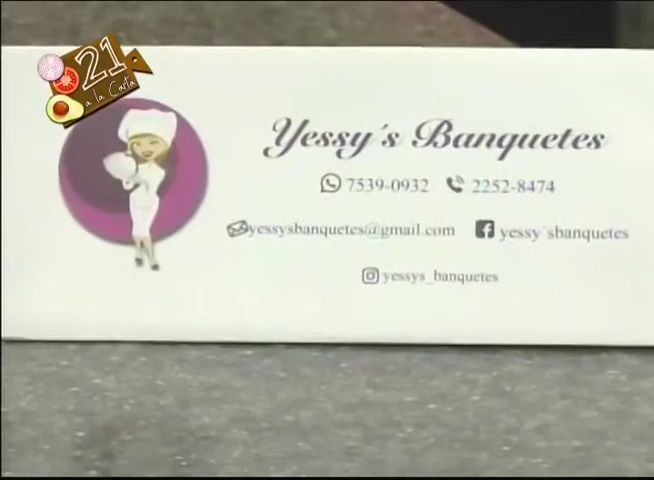 21
a la Carta
Yessy´s Banquetes
7539-0932 2252-8474
yessysbanquetes@gmail.com yessy´sbanquetes
yessys_banquetes